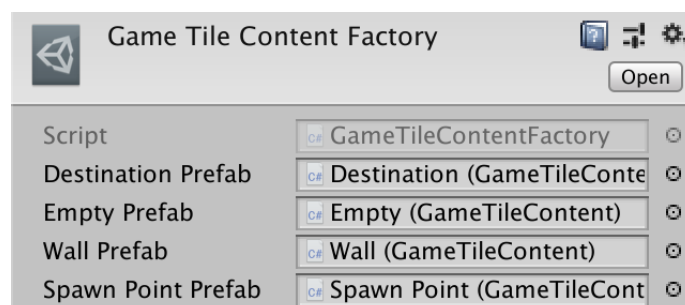 Game Tile Content Factory
Open
Script GameTileContentFactory
Destination Prefab Destination (GameTileConte
Empty Prefab Empty (GameTileContent)
Wall Prefab Wall (GameTileContent)
Spawn Point Prefab Spawn Point (GameTileCont